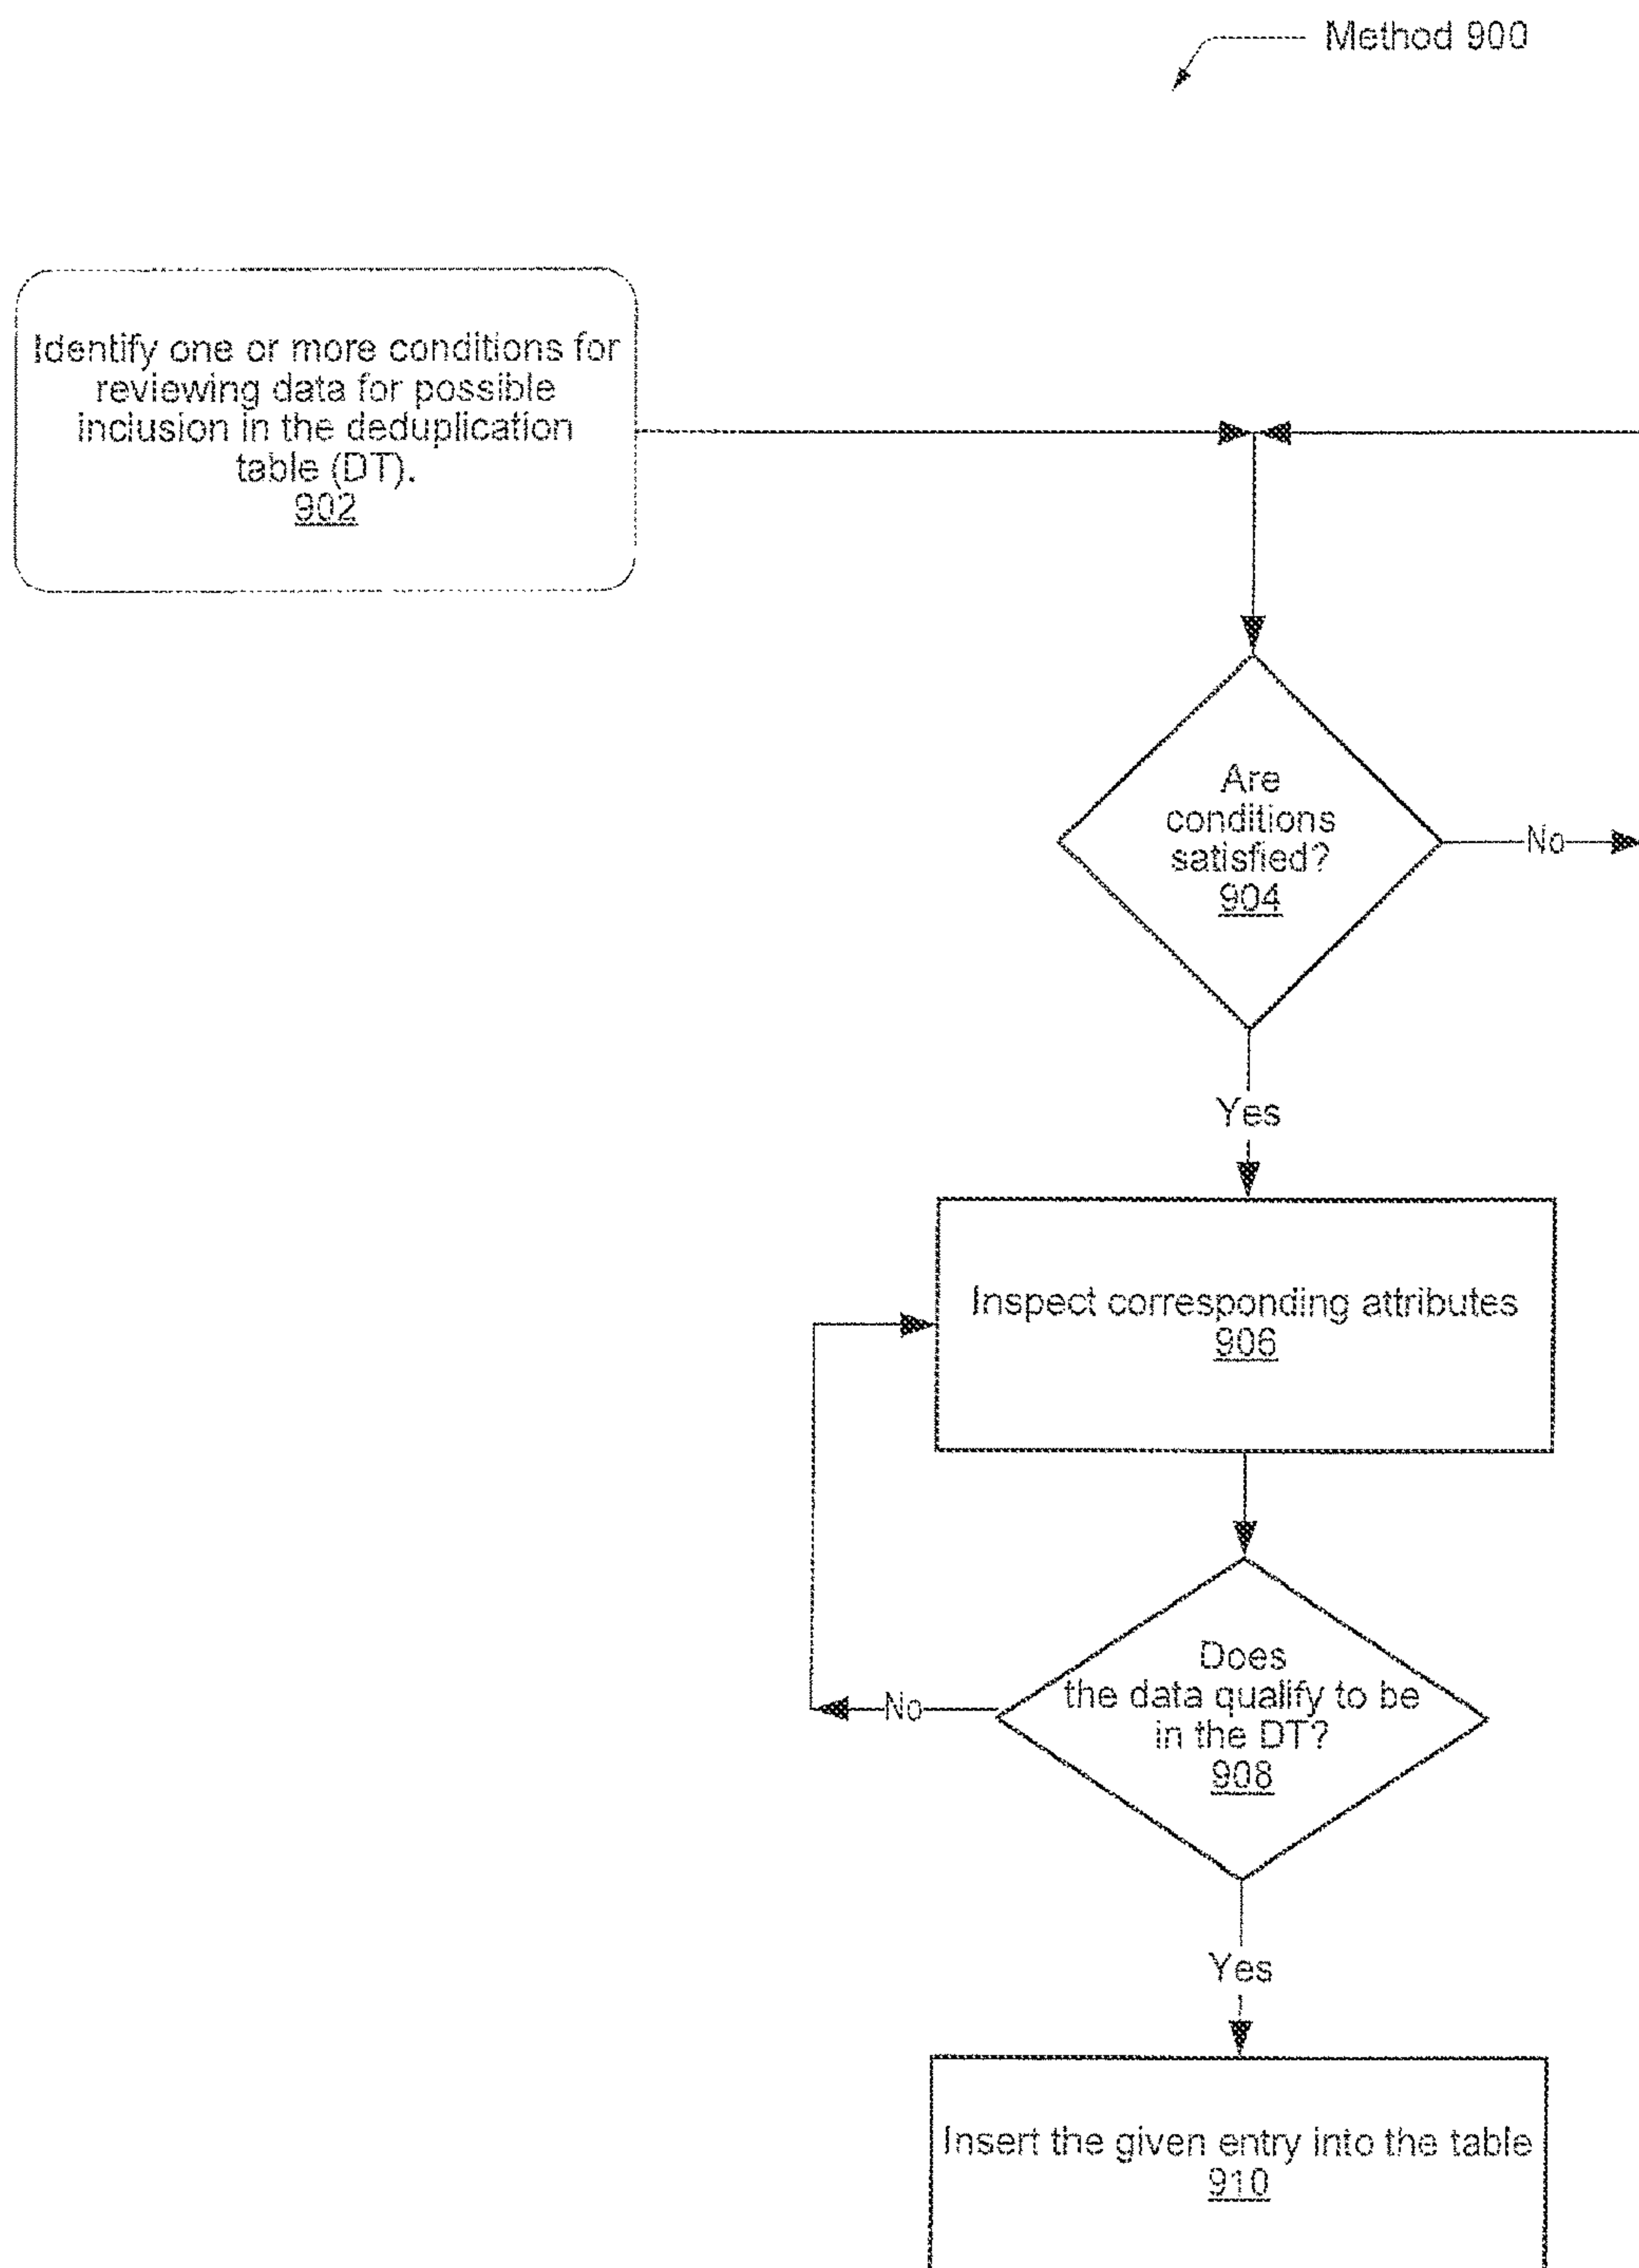 Method 900
Identify one or more conditions for
reviewing data for possible
inclusion in the deduplication
table (DT).
902
Are
conditions
satisfied?
904
No
Yes
Inspect corresponding attributes
906
Does
the data qualify to be
in the DT?
908
No
Yes
Insert the given entry into the table
910